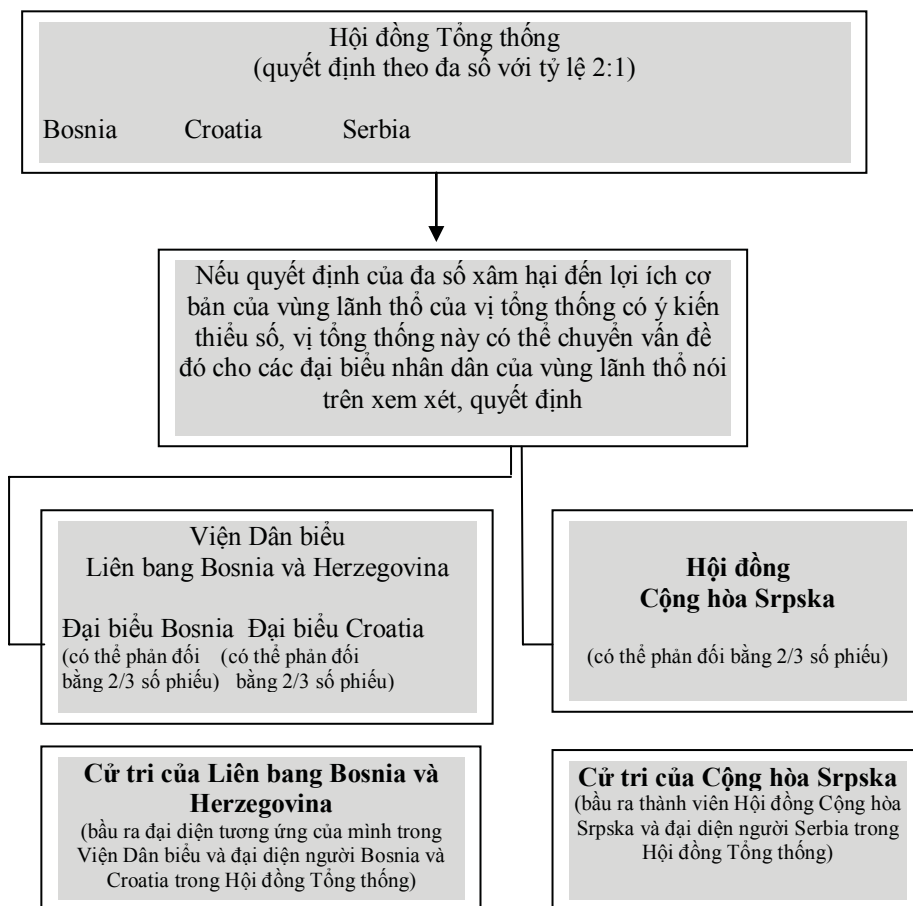 Hội đồng Tổng thống
(quyết định theo đa số với tỷ lệ 2:1)
Bosnia Croatia Serbia
Nếu quyết định của đa số xâm hại đến lợi ích cơ
bản của vùng lãnh thổ của vị tổng thống có ý kiến
thiểu số, vị tổng thống này có thể chuyển vấn đề
đó cho các đại biểu nhân dân của vùng lãnh thổ nói
trên xem xét, quyết định
Viện Dân biểu
Liên bang Bosnia và Herzegovina
Đại biểu Bosnia Đại biểu Croatia
(có thể phản đối (có thể phản đối
bằng 2/3 số phiếu) bằng 2/3 số phiếu)
Hội đồng
Cộng hòa Srpska
(có thể phản đối bằng 2/3 số phiếu)
Cử tri của Liên bang Bosnia và
Herzegovina
(bầu ra đại diện tương ứng của mình trong
Viện Dân biểu và đại diện người Bosnia và
Croatia trong Hội đồng Tổng thống)
Cử tri của Cộng hòa Srpska
(bầu ra thành viên Hội đồng Cộng hòa
Srpska và đại diện người Serbia trong
Hội đồng Tổng thống)